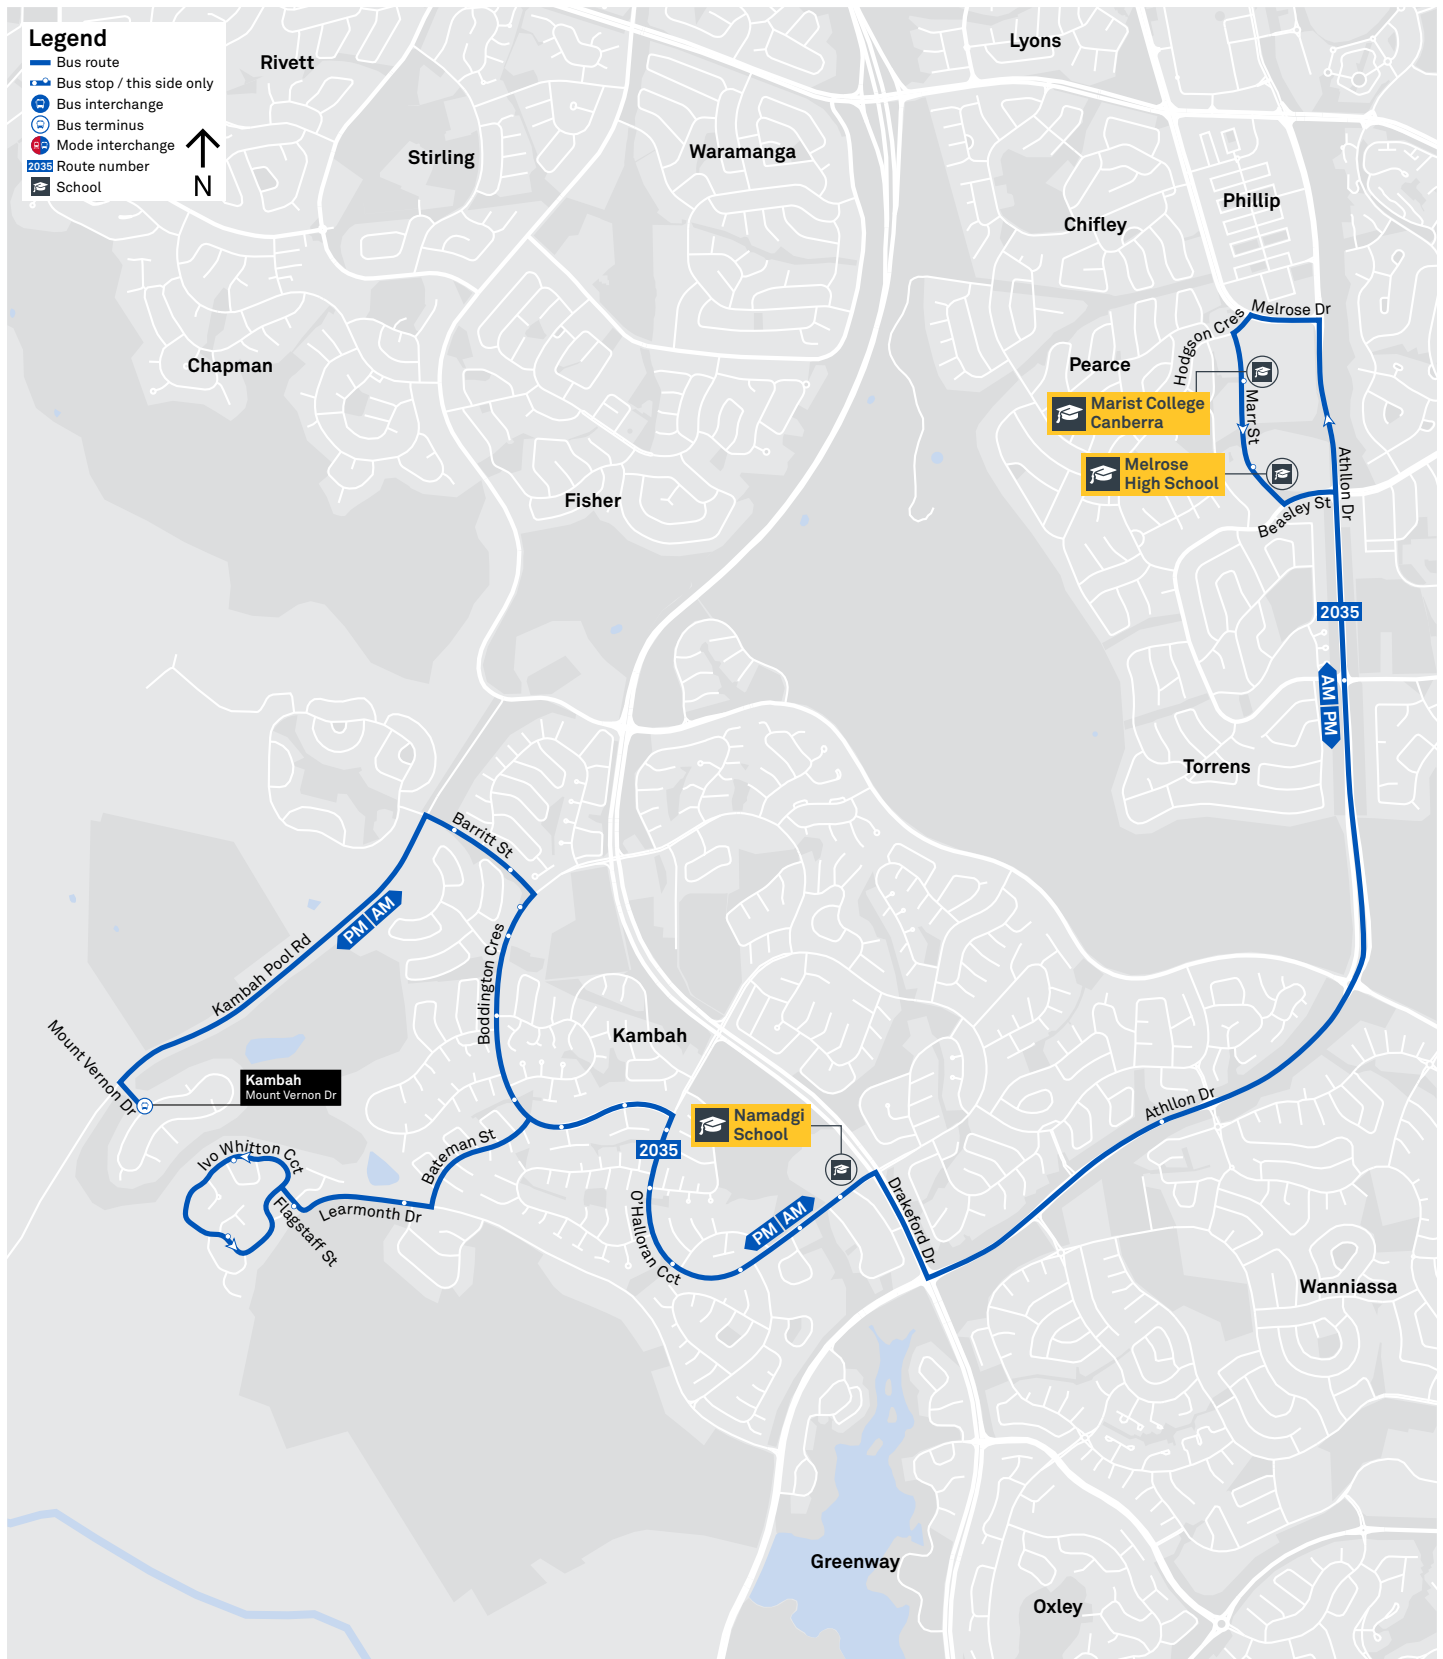 Legend
Bus route
Bus stop / this side only
Bus interchange
Bus terminus
Mode interchange
2035 Route number
School
N
Rivett
Lyons
Stirling
Waramanga
Phillip
Chifley
Chapman
Melrose Dr
Hodgson Cres
Pearce
Marist College
Canberra
Marr St
Melrose
High School
Athllon Dr
Beasley St
Fisher
2035
AM PM
Torrens
Barritt St
PM AM
Kambah Pool Rd
Boddington Cres
Mount Vernon Dr
Kambah
Kambah
Mount Vernon Dr
Namadgi
School
Athllon Dr
Ivo Whitton Cct
Bateman St
2035
Flagstaff St
Learmonth Dr
O'Halloran Cct
PM AM
Drakeford Dr
Wanniassa
Greenway
Oxley